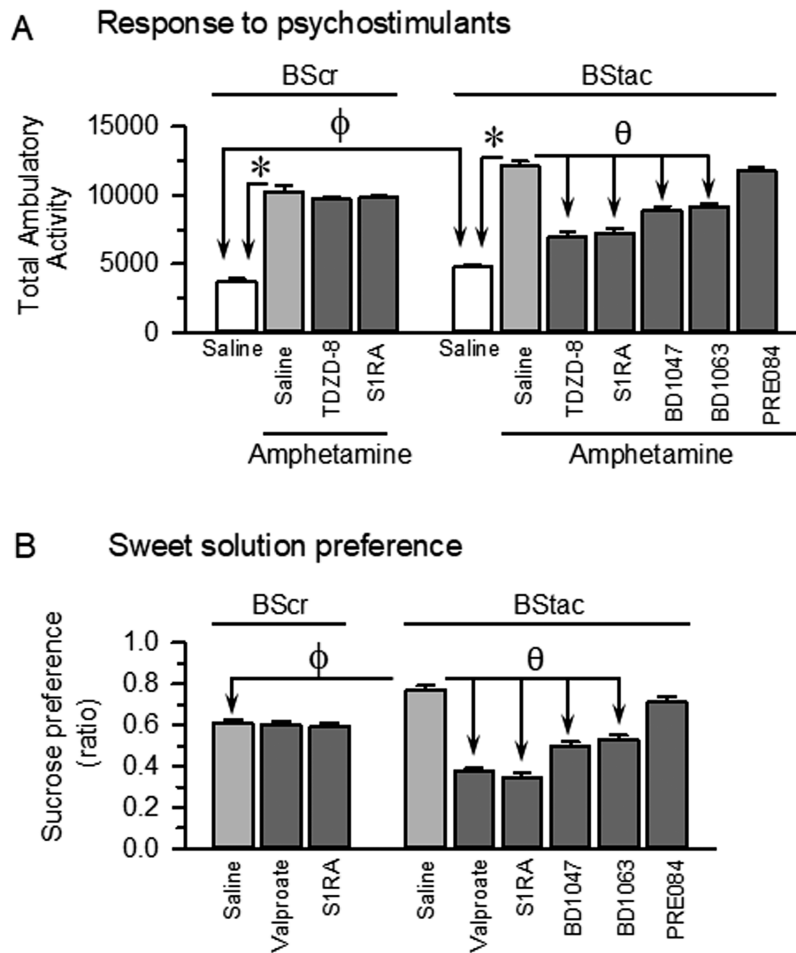 A Response to psychostimulants
BScr BStac
Total Ambulatory
Activity
15000
10000
5000
0
ϕ
*
*
θ
Saline
Saline
TDZD-8
S1RA
Saline
Saline
TDZD-8
S1RA
BD1047
BD1063
PRE084
Amphetamine Amphetamine
B Sweet solution preference
BScr BStac
Sucrose preference
(ratio)
1.0
0.8
0.6
0.4
0.2
0.0
ϕ
θ
Saline
Valproate
S1RA
Saline
Valproate
S1RA
BD1047
BD1063
PRE084